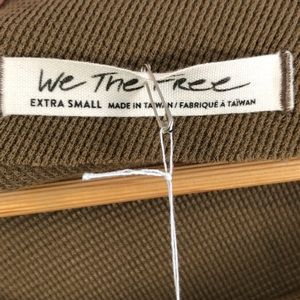 We The Free
EXTRA SMALL MADE IN TAIWAN / FABRIQUÉ À TAÏWAN